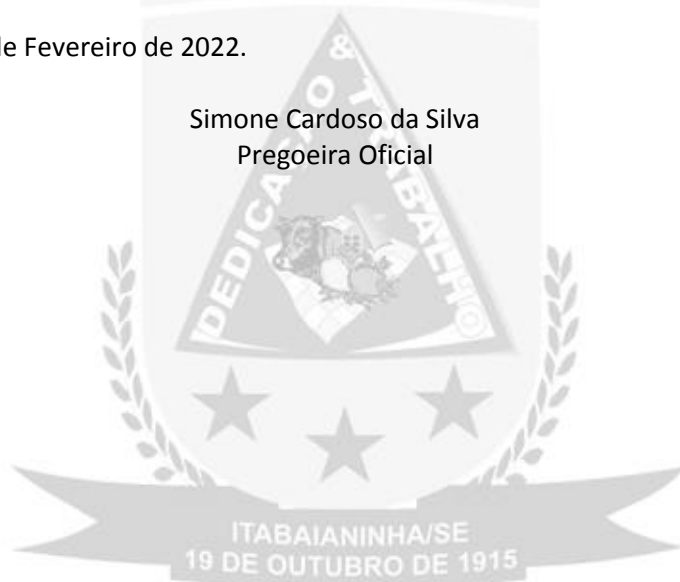 de Fevereiro de 2022.
Simone Cardoso da Silva
Pregoeira Oficial
DEDICAÇÃO & TRABALHO
ITABAIANINHA/SE
19 DE OUTUBRO DE 1915